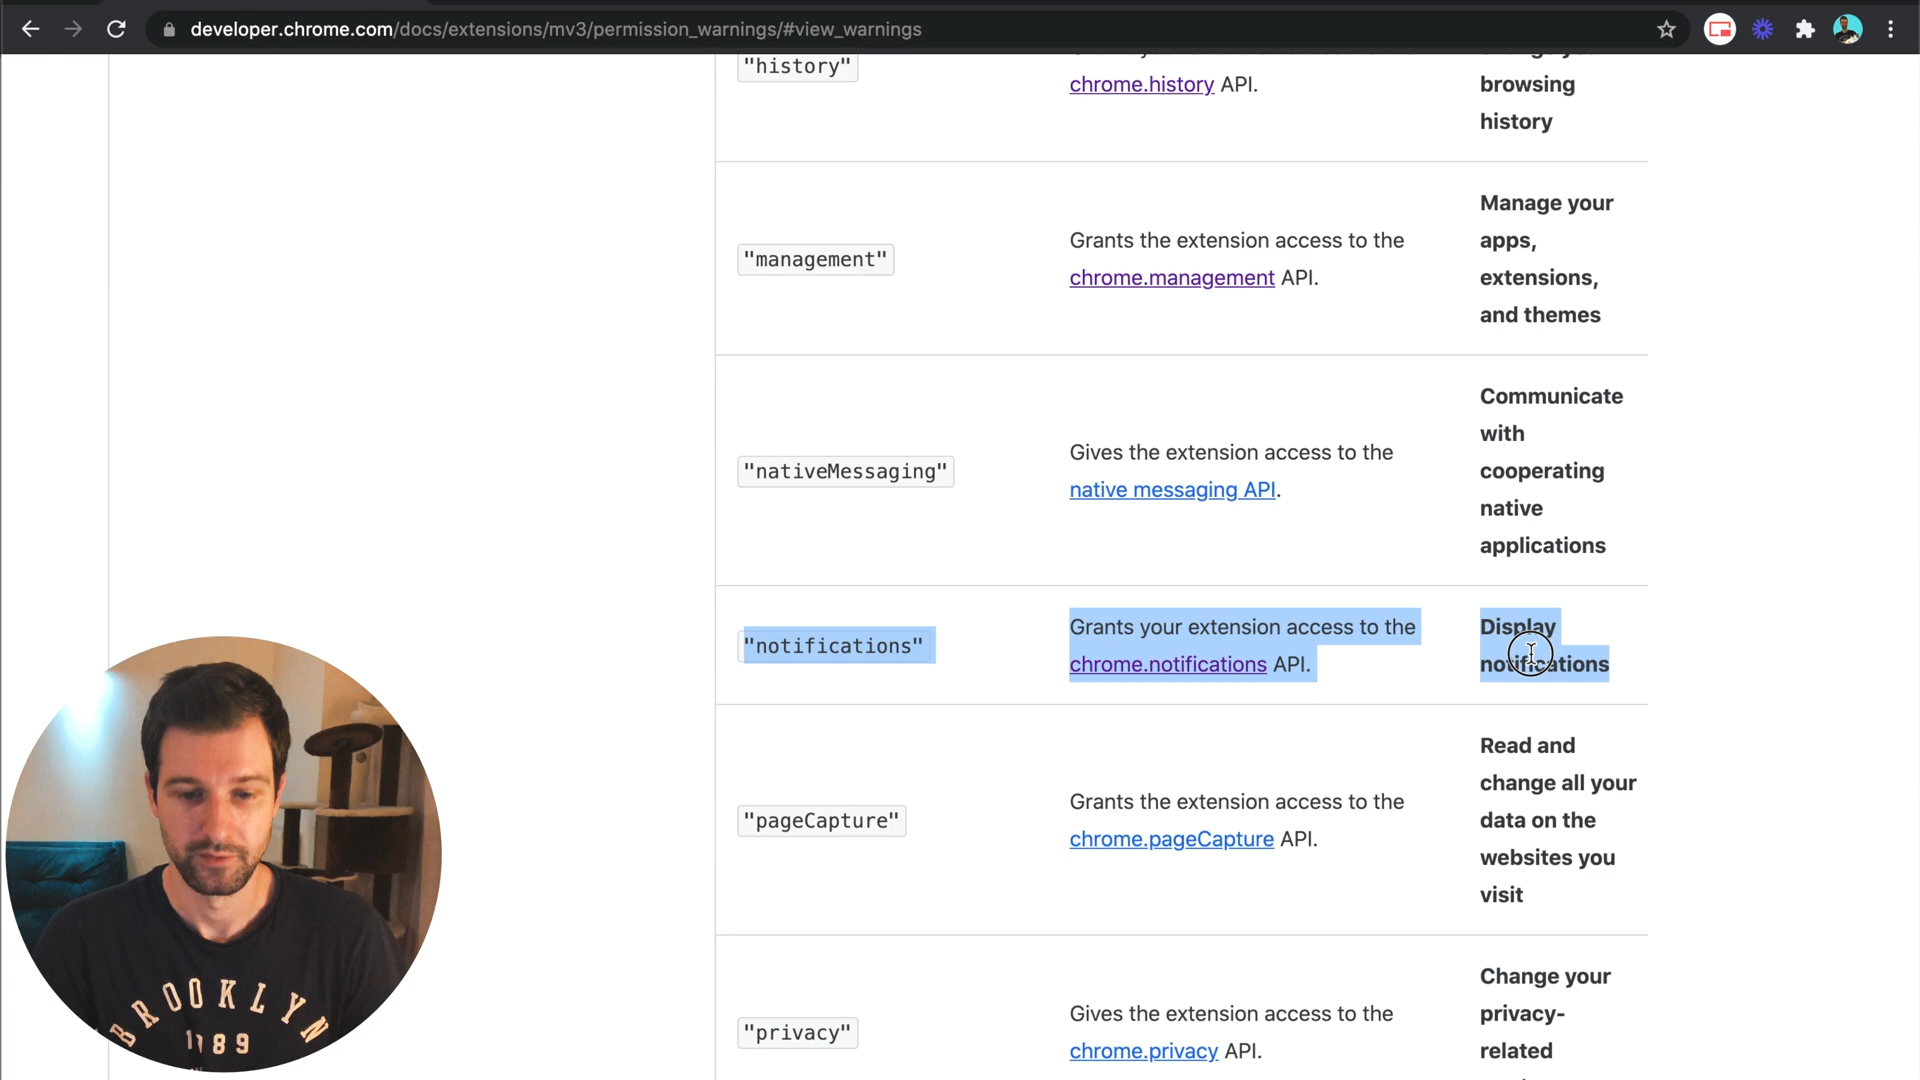 developer.chrome.com/docs/extensions/mv3/permission_warnings/#view_warnings
"history"
chrome.history API.
browsing
history
"management"
Grants the extension access to the
chrome.management API.
Manage your
apps,
extensions,
and themes
"nativeMessaging"
Gives the extension access to the
native messaging API.
Communicate
with
cooperating
native
applications
"notifications"
Grants your extension access to the
chrome.notifications API.
Display
notifications
"pageCapture"
Grants the extension access to the
chrome.pageCapture API.
Read and
change all your
data on the
websites you
visit
"privacy"
Gives the extension access to the
chrome.privacy API.
Change your
privacy-
related
BROOKLYN
1789